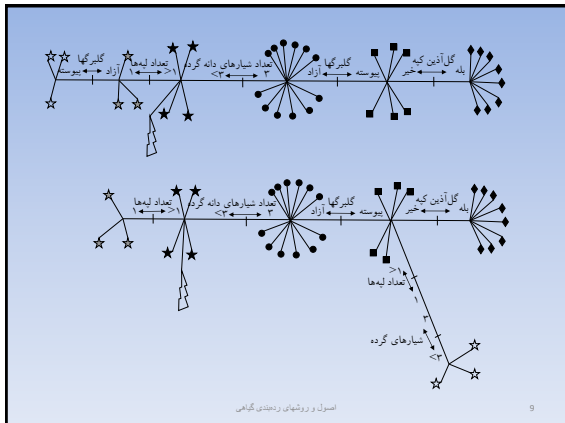 گلبرگها
پیوسته ↔ آزاد
تعداد لپه‌ها
۱ ↔ >۱
تعداد شیارهای دانه گرده
<۳ ↔ ۳
گلبرگها
آزاد ↔ پیوسته
گل‌آذین کپه
خیر ↔ بله
تعداد لپه‌ها
۱ ↔ >۱
تعداد شیارهای دانه گرده
<۳ ↔ ۳
گلبرگها
آزاد ↔ پیوسته
گل‌آذین کپه
خیر ↔ بله
>۱
تعداد لپه‌ها
۱
۳
شیارهای گرده
<۳
اصول و روشهای رده‌بندی گیاهی
9